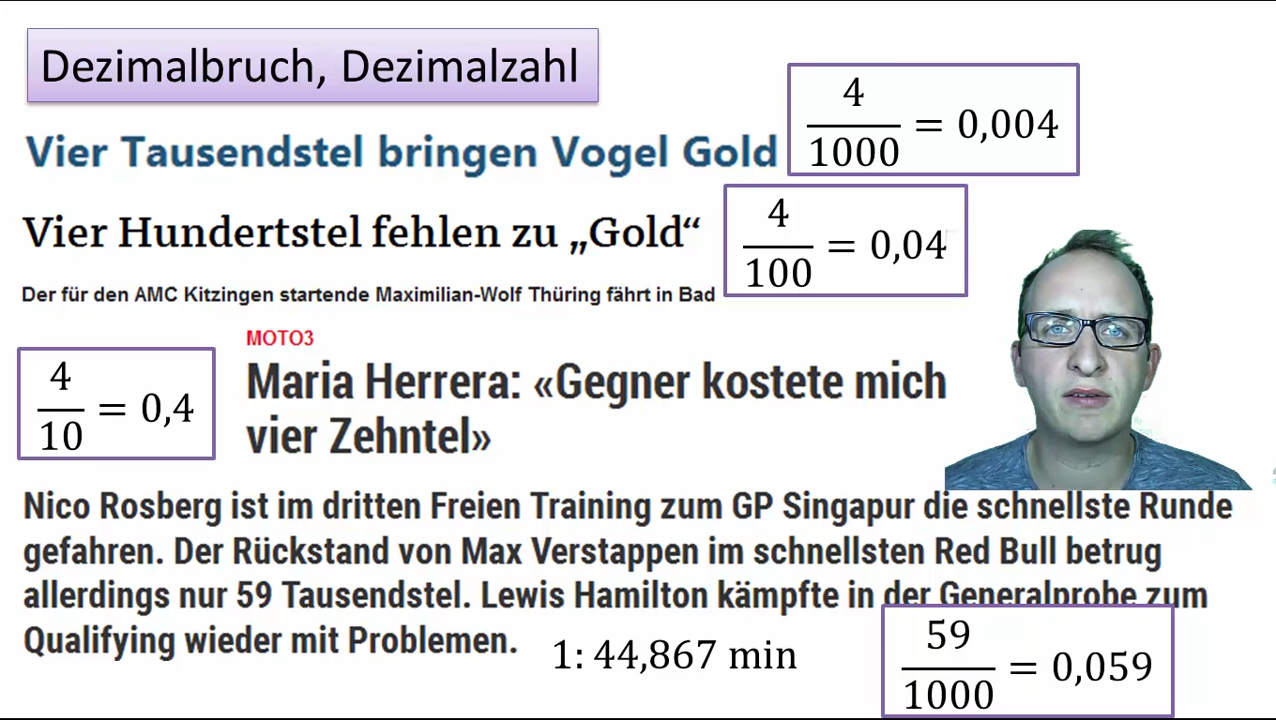 Dezimalbruch, Dezimalzahl
Vier Tausendstel bringen Vogel Gold
4/1000 = 0,004
Vier Hundertstel fehlen zu „Gold“
4/100 = 0,04
Der für den AMC Kitzingen startende Maximilian-Wolf Thüring fährt in Bad
MOTO3
Maria Herrera: «Gegner kostete mich
vier Zehntel»
4/10 = 0,4
Nico Rosberg ist im dritten Freien Training zum GP Singapur die schnellste Runde
gefahren. Der Rückstand von Max Verstappen im schnellsten Red Bull betrug
allerdings nur 59 Tausendstel. Lewis Hamilton kämpfte in der Generalprobe zum
Qualifying wieder mit Problemen.
1: 44,867 min
59/1000 = 0,059